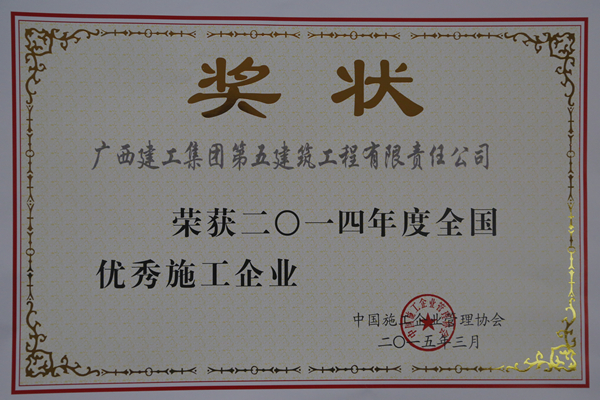 奖状
广西建工集团第五建筑工程有限责任公司
荣获二〇一四年度全国
优秀施工企业
中国施工企业管理协会
二〇一五年三月